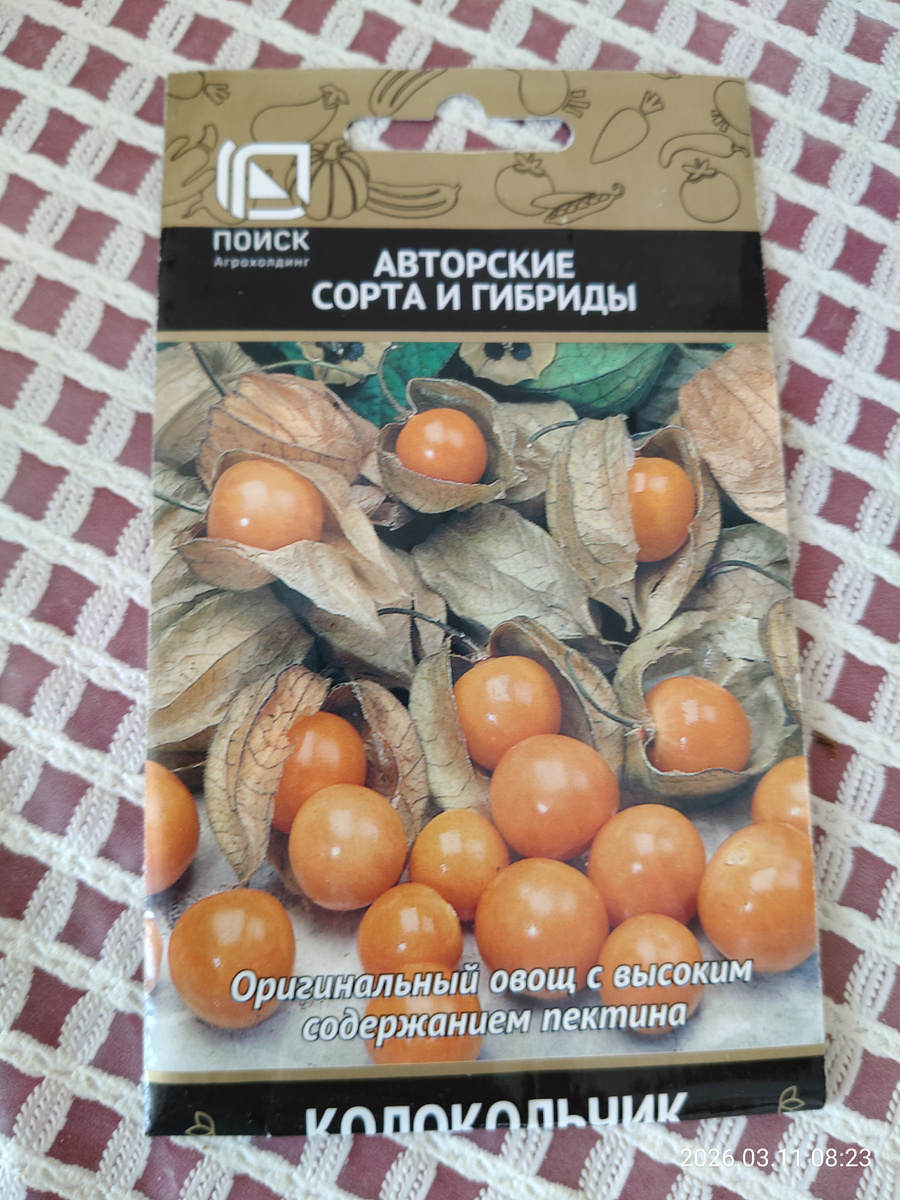 ПОИСК
Агрохолдинг
АВТОРСКИЕ
СОРТА И ГИБРИДЫ
Оригинальный овощ с высоким
содержанием пектина
КОЛОКОЛЬЧИК
2026.03.11 08:23